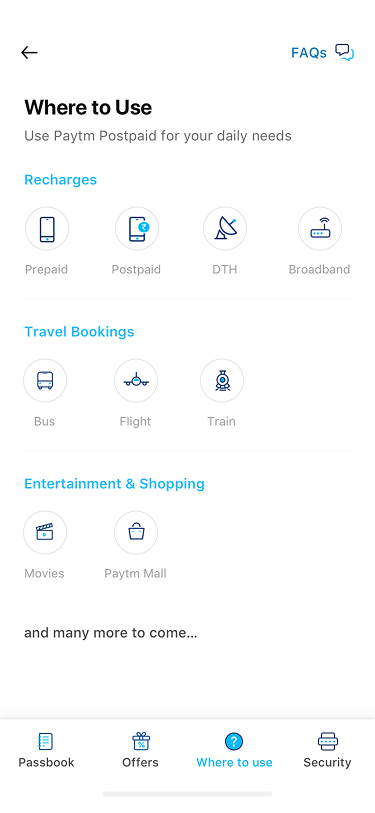 FAQs
Where to Use
Use Paytm Postpaid for your daily needs
Recharges
Prepaid Postpaid DTH Broadband
Travel Bookings
Bus Flight Train
Entertainment & Shopping
Movies Paytm Mall
and many more to come...
Passbook Offers Where to use Security